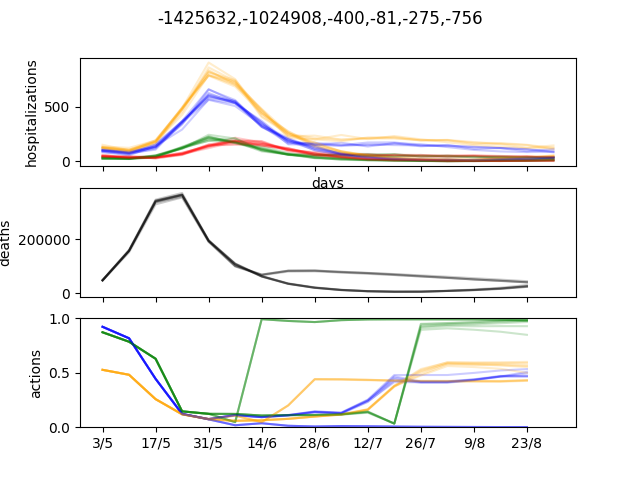 -1425632,-1024908,-400,-81,-275,-756
hospitalizations
500
0
days
deaths
200000
0
actions
1.0
0.5
0.0
3/5 17/5 31/5 14/6 28/6 12/7 26/7 9/8 23/8